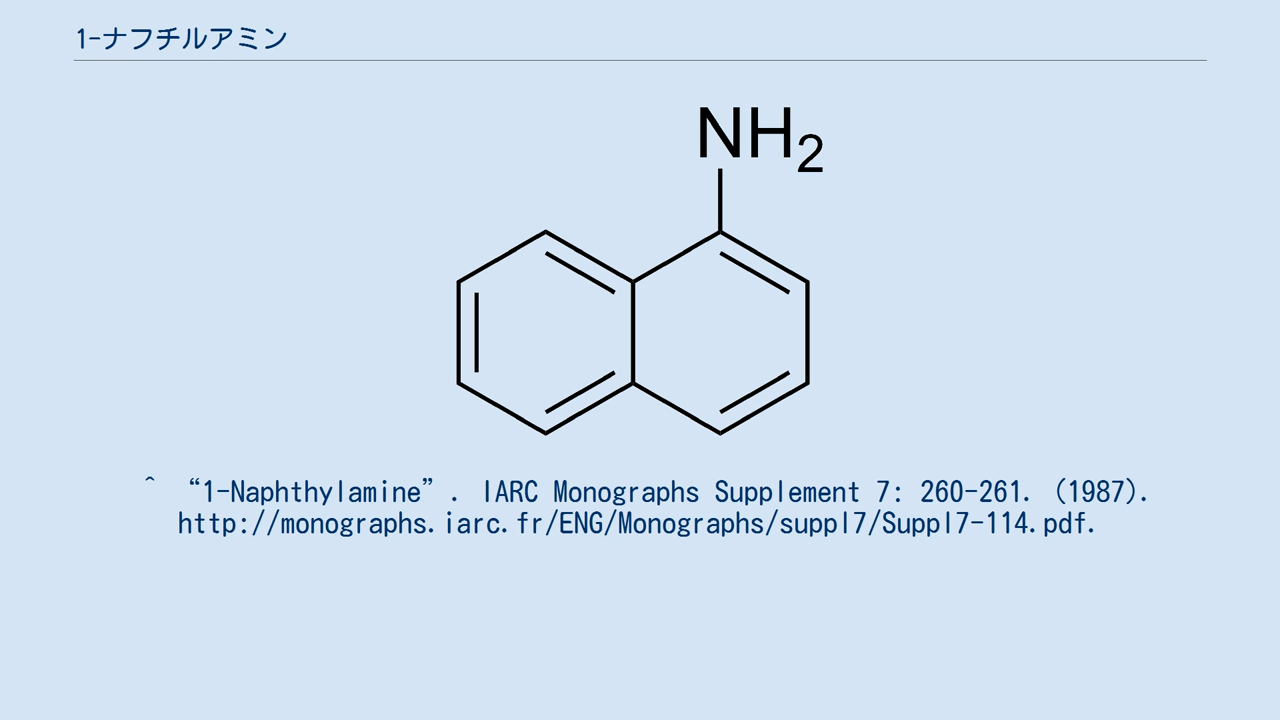 1-ナフチルアミン
NH2
^ “1-Naphthylamine”. IARC Monographs Supplement 7: 260-261. (1987).
http://monographs.iarc.fr/ENG/Monographs/suppl7/Suppl7-114.pdf.